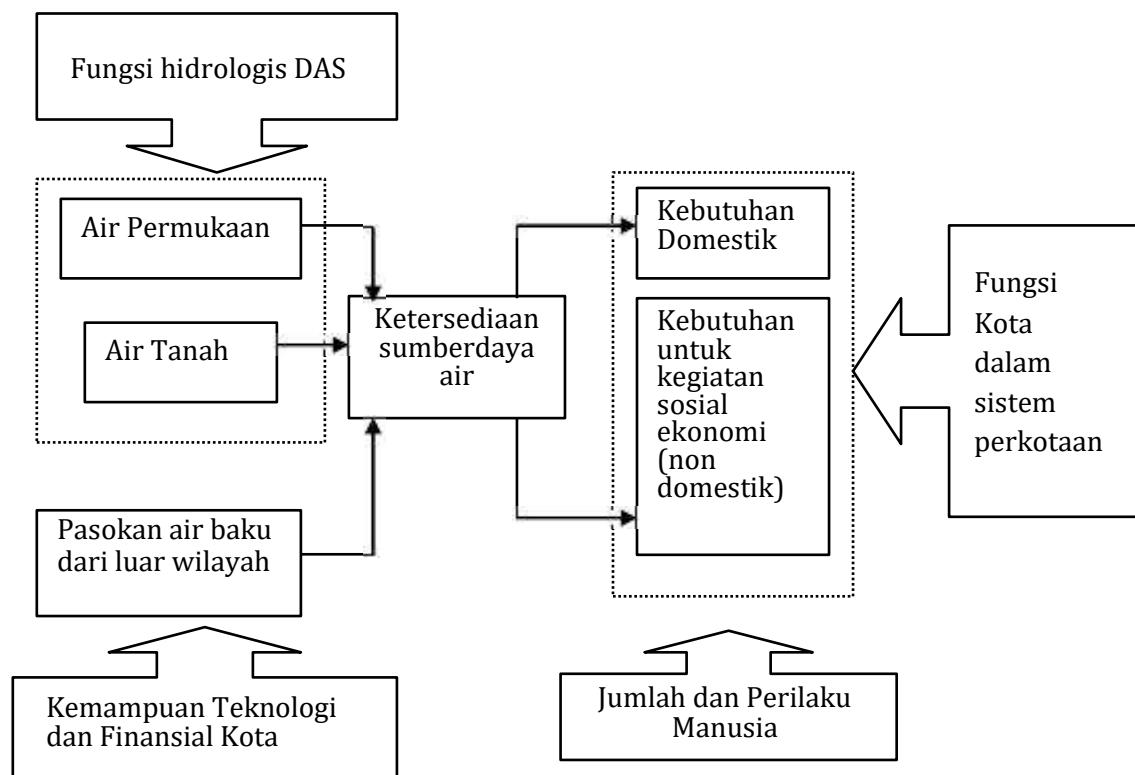 Fungsi hidrologis DAS
Air Permukaan
Air Tanah
Ketersediaan
sumberdaya
air
Kebutuhan
Domestik
Kebutuhan
untuk
kegiatan
sosial
ekonomi
(non
domestik)
Fungsi
Kota
dalam
sistem
perkotaan
Pasokan air baku
dari luar wilayah
Kemampuan Teknologi
dan Finansial Kota
Jumlah dan Perilaku
Manusia